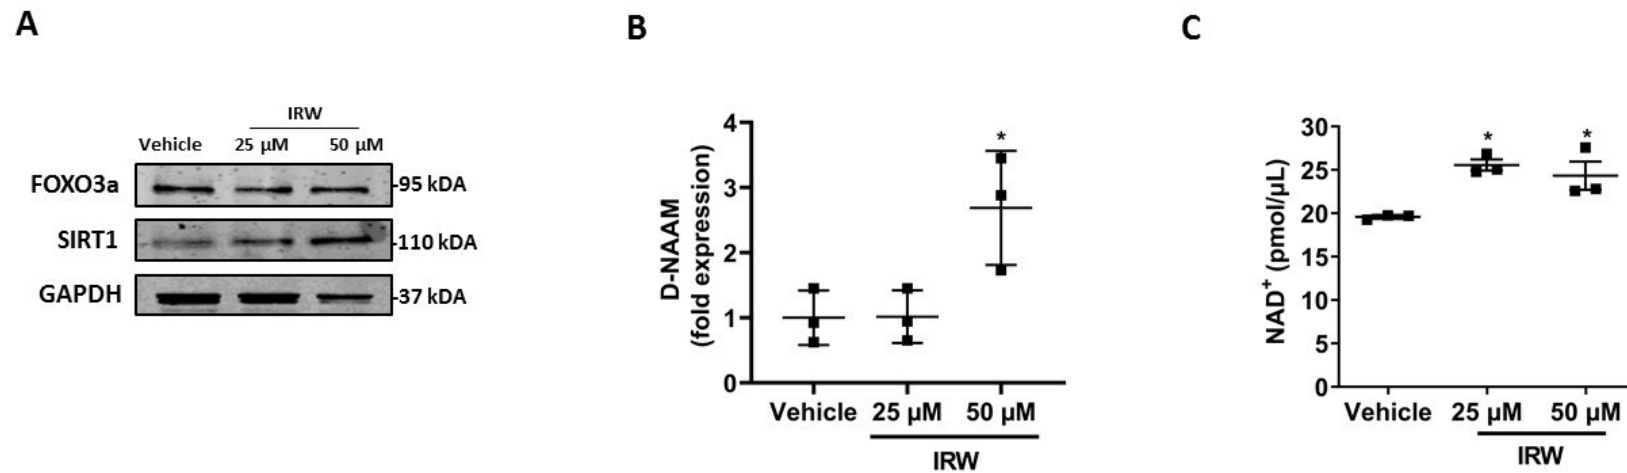 A
IRW
Vehicle 25 µM 50 µM
FOXO3a
-95 kDA
SIRT1
-110 kDA
GAPDH
-37 kDA
B
D-NAAM
(fold expression)
4
3
2
1
0
*
Vehicle 25 µM 50 µM
IRW
C
NAD+ (pmol/µL)
30
25
20
15
10
5
0
* *
Vehicle 25 µM 50 µM
IRW